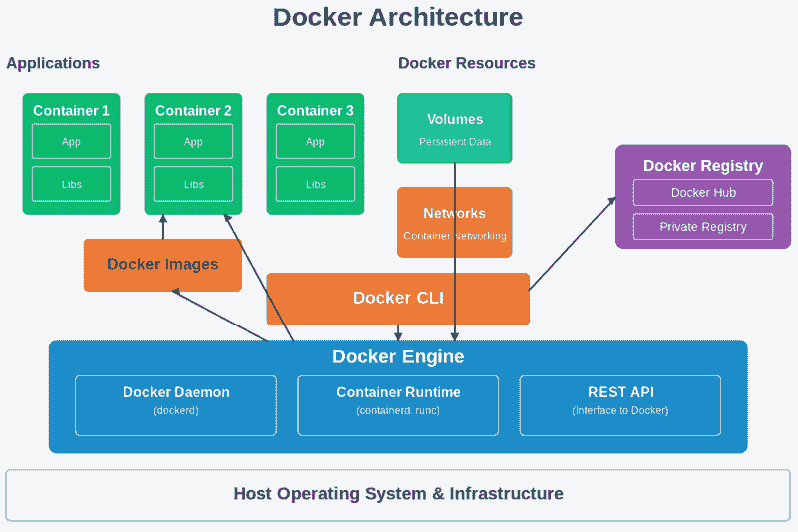 Docker Architecture
Applications
Docker Resources
Container 1
App
Libs
Container 2
App
Libs
Container 3
App
Libs
Volumes
Persistent Data
Networks
Container Networking
Docker Registry
Docker Hub
Private Registry
Docker Images
Docker CLI
Docker Engine
Docker Daemon
(dockerd)
Container Runtime
(containerd, runc)
REST API
(Interface to Docker)
Host Operating System & Infrastructure